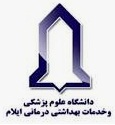 دانشگاه علوم پزشکی
وخدمات بهداشتی درمانی ایلام